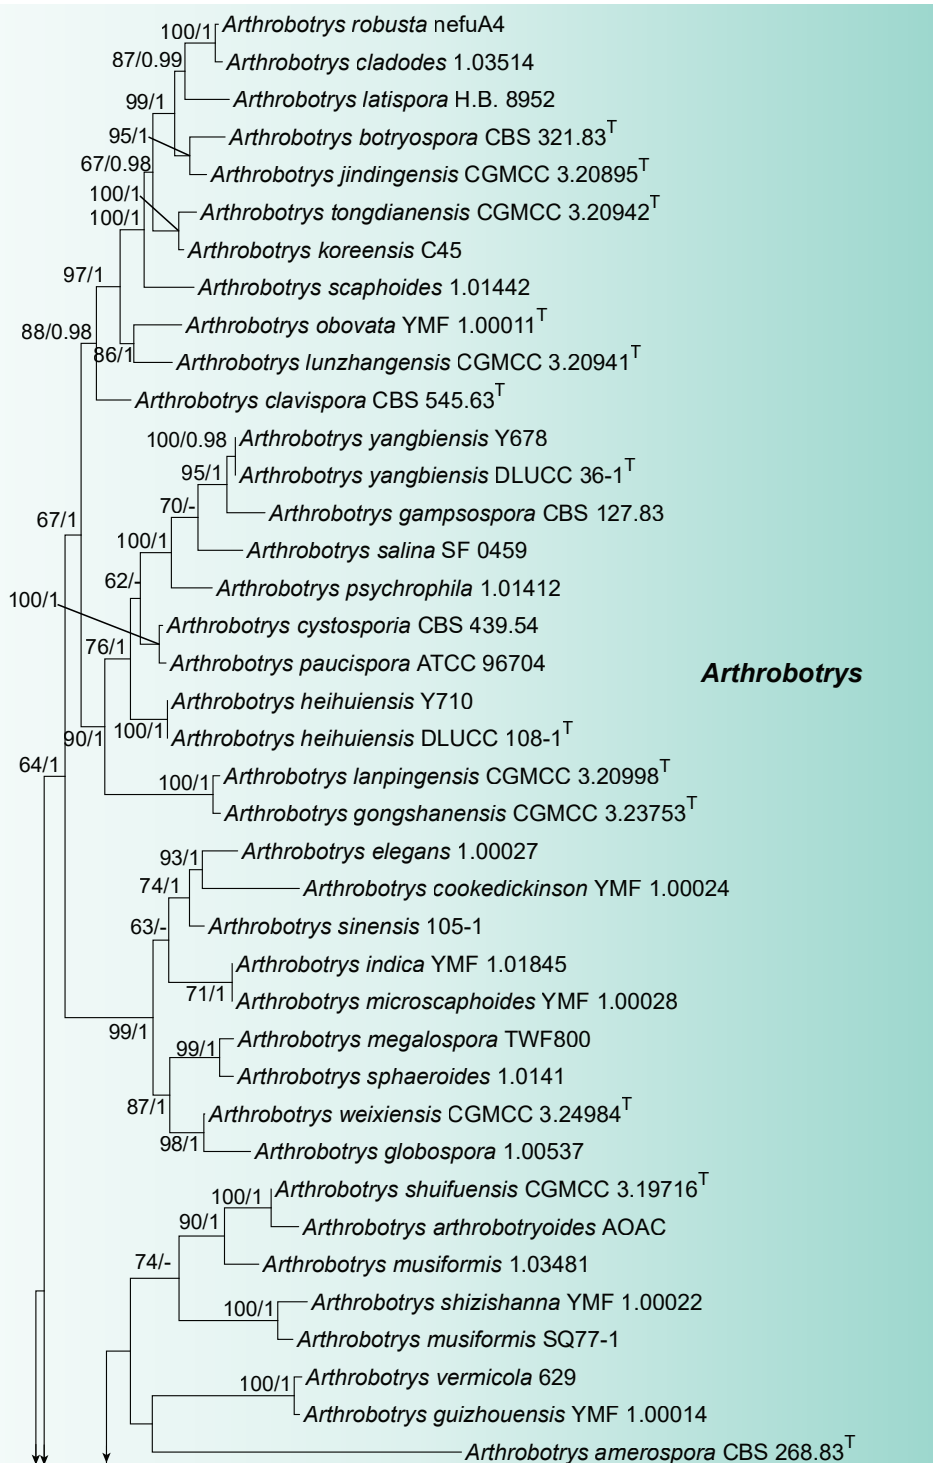 100/1 Arthrobotrys robusta nefuA4
87/0.99
Arthrobotrys cladodes 1.03514
99/1 Arthrobotrys latispora H.B. 8952
95/1 Arthrobotrys botryospora CBS 321.83T
67/0.98
Arthrobotrys jindingensis CGMCC 3.20895T
100/1
100/1 Arthrobotrys tongdianensis CGMCC 3.20942T
Arthrobotrys koreensis C45
97/1 Arthrobotrys scaphoides 1.01442
88/0.98 Arthrobotrys obovata YMF 1.00011T
86/1 Arthrobotrys lunzhangensis CGMCC 3.20941T
Arthrobotrys clavispora CBS 545.63T
100/0.98 Arthrobotrys yangbiensis Y678
95/1 Arthrobotrys yangbiensis DLUCC 36-1T
70/- Arthrobotrys gampsospora CBS 127.83
67/1
100/1 Arthrobotrys salina SF 0459
62/- Arthrobotrys psychrophila 1.01412
100/1
Arthrobotrys cystosporia CBS 439.54
76/1 Arthrobotrys paucispora ATCC 96704
Arthrobotrys
Arthrobotrys heihuiensis Y710
90/1 100/1 Arthrobotrys heihuiensis DLUCC 108-1T
64/1
100/1 Arthrobotrys lanpingensis CGMCC 3.20998T
Arthrobotrys gongshanensis CGMCC 3.23753T
93/1 Arthrobotrys elegans 1.00027
74/1 Arthrobotrys cookedickinson YMF 1.00024
63/- Arthrobotrys sinensis 105-1
Arthrobotrys indica YMF 1.01845
71/1 Arthrobotrys microscaphoides YMF 1.00028
99/1
99/1 Arthrobotrys megalospora TWF800
Arthrobotrys sphaeroides 1.0141
87/1 Arthrobotrys weixiensis CGMCC 3.24984T
98/1 Arthrobotrys globospora 1.00537
100/1 Arthrobotrys shuifuensis CGMCC 3.19716T
90/1 Arthrobotrys arthrobotryoides AOAC
74/- Arthrobotrys musiformis 1.03481
100/1 Arthrobotrys shizishanna YMF 1.00022
Arthrobotrys musiformis SQ77-1
100/1 Arthrobotrys vermicola 629
Arthrobotrys guizhouensis YMF 1.00014
Arthrobotrys amerospora CBS 268.83T